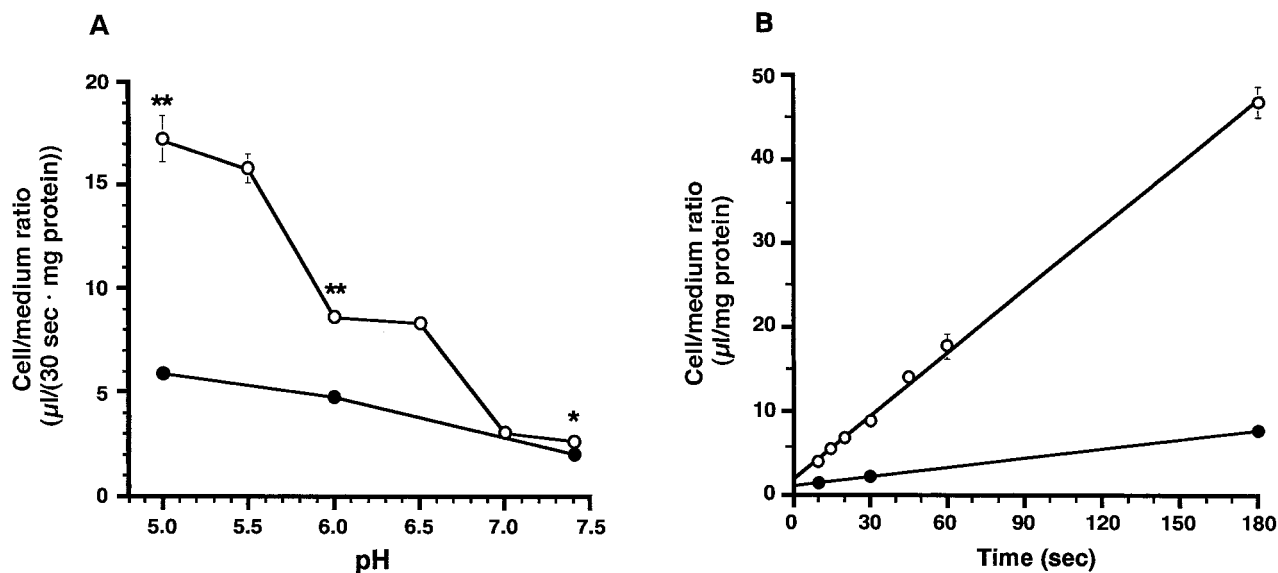 A
Cell/medium ratio
(µl/(30 sec · mg protein))
20
15
10
5
0
**
**
*
5.0 5.5 6.0 6.5 7.0 7.5
pH
B
Cell/medium ratio
(µl/mg protein)
50
40
30
20
10
0
0 30 60 90 120 150 180
Time (sec)